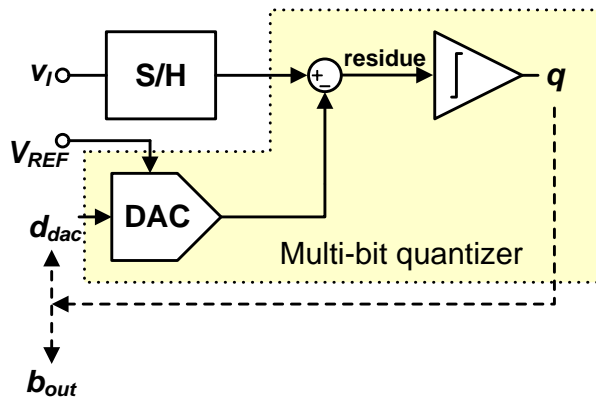 v_I
S/H
+
−
residue
q
V_REF
DAC
d_dac
Multi-bit quantizer
b_out